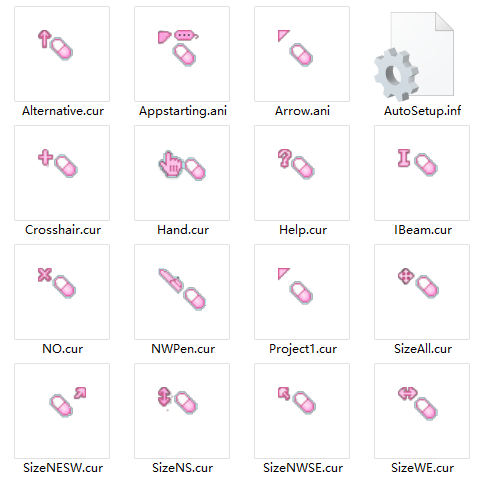 Alternative.cur
Appstarting.ani
Arrow.ani
AutoSetup.inf
Crosshair.cur
Hand.cur
Help.cur
IBeam.cur
NO.cur
NWPen.cur
Project1.cur
SizeAll.cur
SizeNESW.cur
SizeNS.cur
SizeNWSE.cur
SizeWE.cur